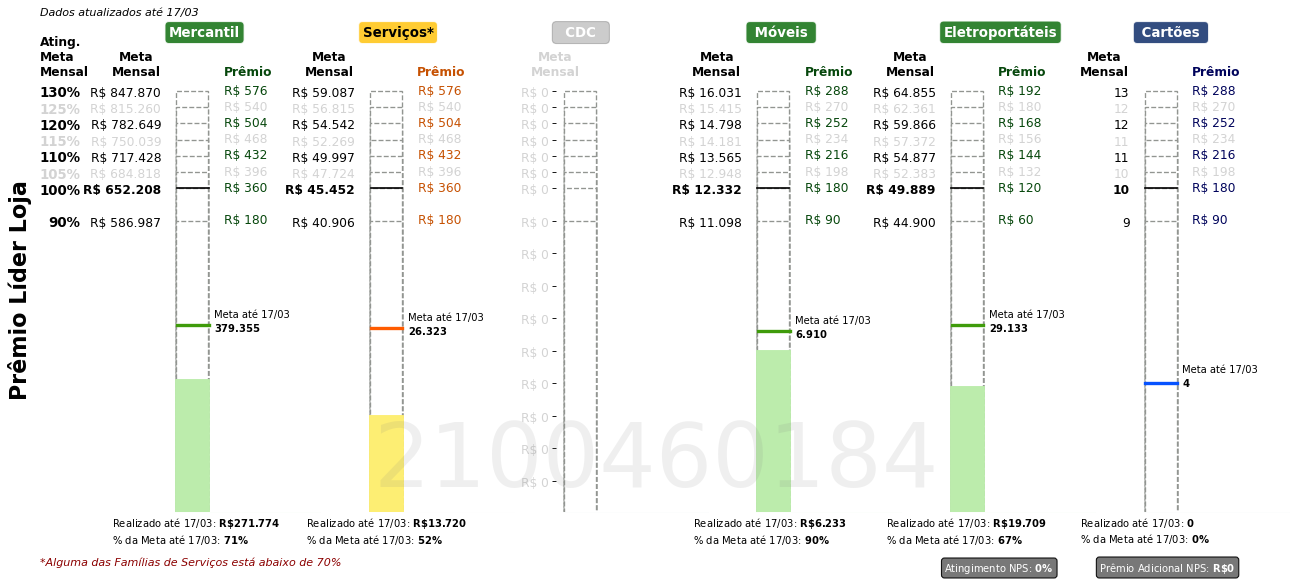 Dados atualizados até 17/03
Mercantil Serviços* CDC Móveis Eletroportáteis Cartões
Ating.
Meta Meta Meta Meta Meta Meta Meta
Mensal Mensal Prêmio Mensal Prêmio Mensal Mensal Prêmio Mensal Prêmio Mensal Prêmio
130% R$ 847.870 R$ 576 R$ 59.087 R$ 576 R$ 0 R$ 16.031 R$ 288 R$ 64.855 R$ 192 13 R$ 288
125% R$ 815.260 R$ 540 R$ 56.815 R$ 540 R$ 0 R$ 15.415 R$ 270 R$ 62.361 R$ 180 12 R$ 270
120% R$ 782.649 R$ 504 R$ 54.542 R$ 504 R$ 0 R$ 14.798 R$ 252 R$ 59.866 R$ 168 12 R$ 252
115% R$ 750.039 R$ 468 R$ 52.269 R$ 468 R$ 0 R$ 14.181 R$ 234 R$ 57.372 R$ 156 11 R$ 234
110% R$ 717.428 R$ 432 R$ 49.997 R$ 432 R$ 0 R$ 13.565 R$ 216 R$ 54.877 R$ 144 11 R$ 216
105% R$ 684.818 R$ 396 R$ 47.724 R$ 396 R$ 0 R$ 12.948 R$ 198 R$ 52.383 R$ 132 10 R$ 198
100% R$ 652.208 R$ 360 R$ 45.452 R$ 360 R$ 0 R$ 12.332 R$ 180 R$ 49.889 R$ 120 10 R$ 180
90% R$ 586.987 R$ 180 R$ 40.906 R$ 180 R$ 0 R$ 11.098 R$ 90 R$ 44.900 R$ 60 9 R$ 90
R$ 0
R$ 0
R$ 0
R$ 0
R$ 0
R$ 0
R$ 0
R$ 0
Prêmio Líder Loja
Meta até 17/03 Meta até 17/03 Meta até 17/03 Meta até 17/03
379.355 26.323 6.910 29.133
Meta até 17/03
4
2100460184
Realizado até 17/03: R$271.774 Realizado até 17/03: R$13.720 Realizado até 17/03: R$6.233 Realizado até 17/03: R$19.709 Realizado até 17/03: 0
% da Meta até 17/03: 71% % da Meta até 17/03: 52% % da Meta até 17/03: 90% % da Meta até 17/03: 67% % da Meta até 17/03: 0%
*Alguma das Famílias de Serviços está abaixo de 70% Atingimento NPS: 0% Prêmio Adicional NPS: R$0